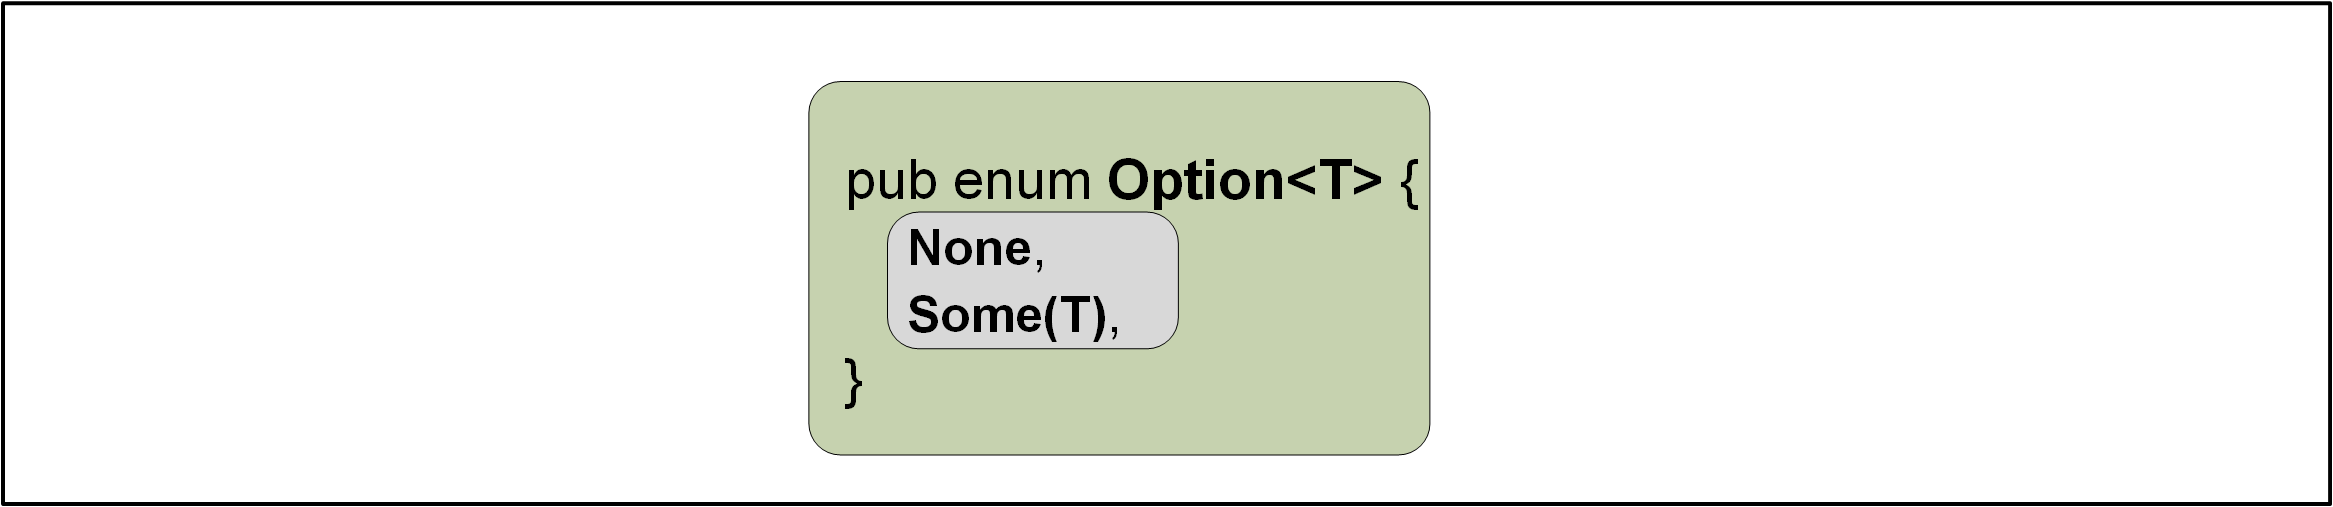 pub enum Option<T> {
None,
Some(T),
}